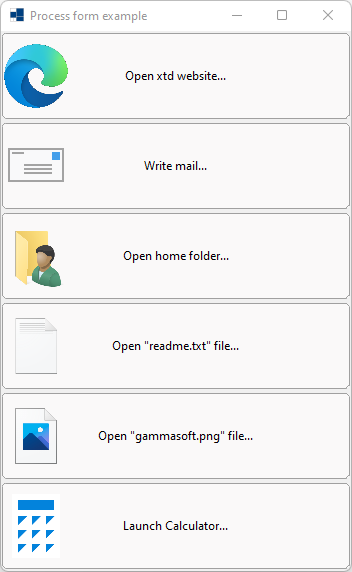 Process form example
Open xtd website...
Write mail...
Open home folder...
Open "readme.txt" file...
Open "gammasoft.png" file...
Launch Calculator...